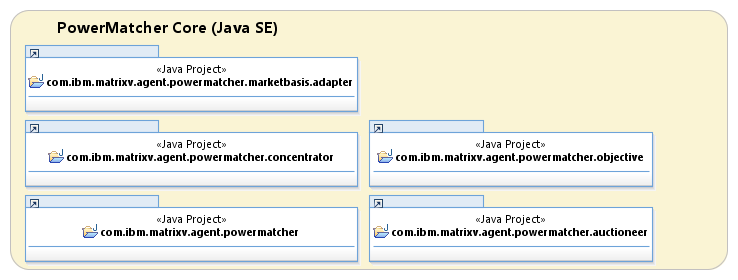 PowerMatcher Core (Java SE)
«Java Project»
com.ibm.matrixv.agent.powermatcher.marketbasis.adapter
«Java Project»
com.ibm.matrixv.agent.powermatcher.concentrator
«Java Project»
com.ibm.matrixv.agent.powermatcher.objective
«Java Project»
com.ibm.matrixv.agent.powermatcher
«Java Project»
com.ibm.matrixv.agent.powermatcher.auctioneer